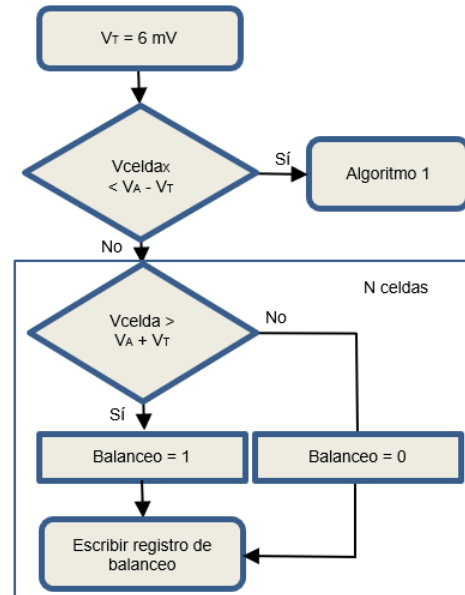 VT = 6 mV
Vceldax
< VA - VT
Sí
Algoritmo 1
No
N celdas
Vcelda >
VA + VT
No
Sí
Balanceo = 1
Balanceo = 0
Escribir registro de
balanceo